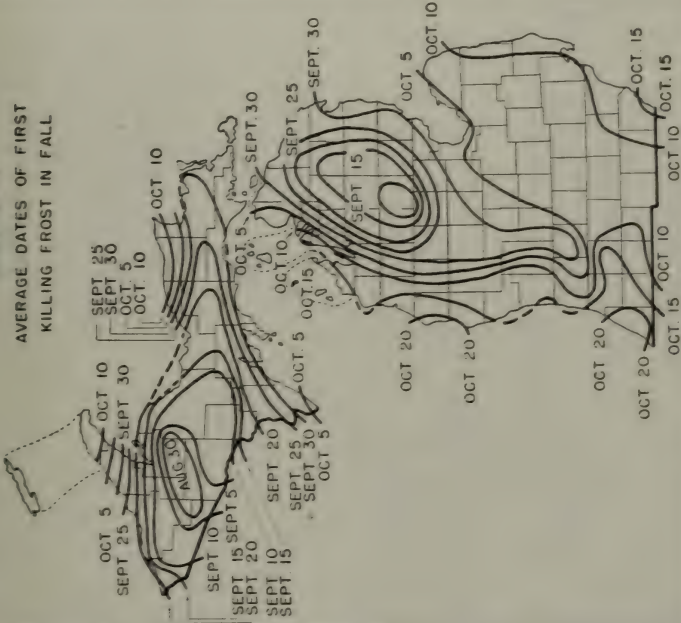 AVERAGE DATES OF FIRST
KILLING FROST IN FALL
OCT 10
SEPT 25
SEPT 30
OCT 5
OCT 10
OCT 10
SEPT 30
OCT 5
SEPT 25
AUG 30
SEPT 30
SEPT 25
SEPT. 30
OCT. 5
OCT 10
OCT 15
SEPT 10
SEPT 5
SEPT 15
SEPT 20
SEPT 10
SEPT. 15
SEPT 20
SEPT 25
SEPT 30
OCT 5
OCT. 5
SEPT 15
OCT 5
OCT 10
OCT 20
OCT 20
OCT 20
OCT 20
OCT 15
OCT 10
OCT 10
OCT. 15
OCT. 15